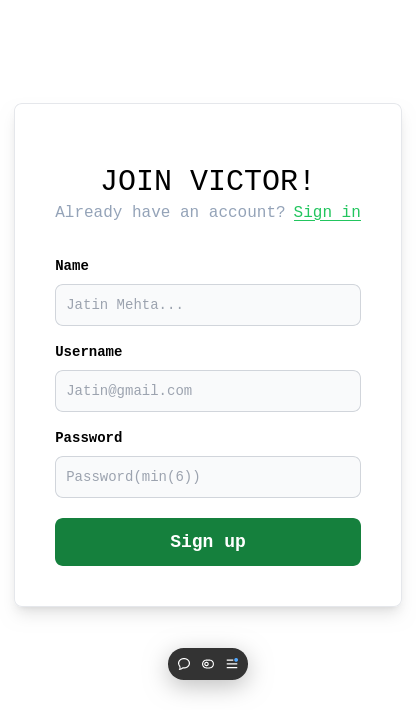 JOIN VICTOR!
Already have an account? Sign in
Name
Jatin Mehta...
Username
Jatin@gmail.com
Password
Password(min(6))
Sign up